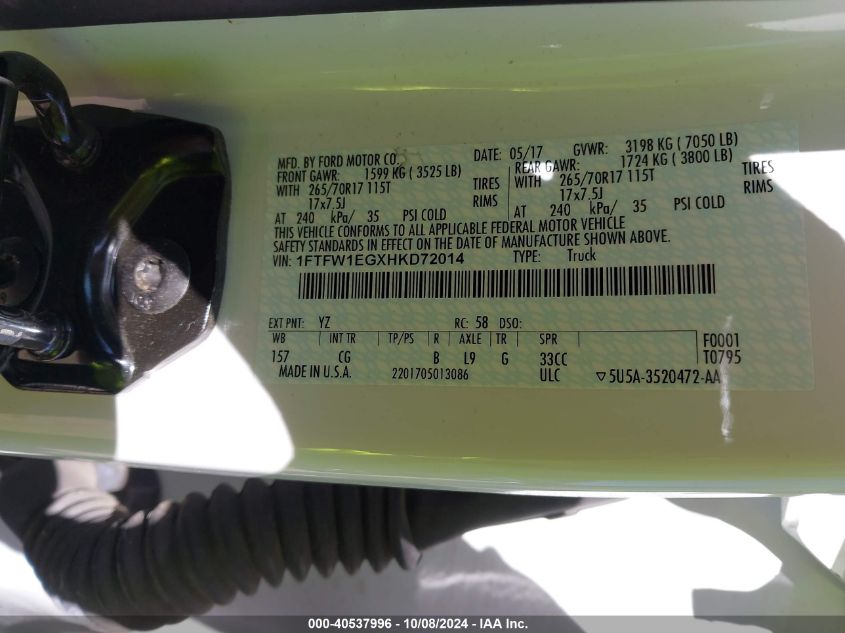 MFD. BY FORD MOTOR CO. DATE: 05/17 GVWR: 3198 KG ( 7050 LB)
FRONT GAWR: 1599 KG ( 3525 LB) REAR GAWR: 1724 KG ( 3800 LB)
WITH 265/70R17 115T TIRES WITH 265/70R17 115T TIRES
17x7.5J RIMS 17x7.5J RIMS
AT 240 kPa/ 35 PSI COLD AT 240 kPa/ 35 PSI COLD
THIS VEHICLE CONFORMS TO ALL APPLICABLE FEDERAL MOTOR VEHICLE
SAFETY STANDARDS IN EFFECT ON THE DATE OF MANUFACTURE SHOWN ABOVE.
VIN: 1FTFW1EGXHKD72014 TYPE: Truck
EXT PNT: YZ RC: 58 DSO:
WB INT TR TP/PS R AXLE TR SPR F0001
157 CG B L9 G 33CC T0795
MADE IN U.S.A. 2201705013086 ULC ▽5U5A-3520472-AA
000-40537996 - 10/08/2024 - IAA Inc.